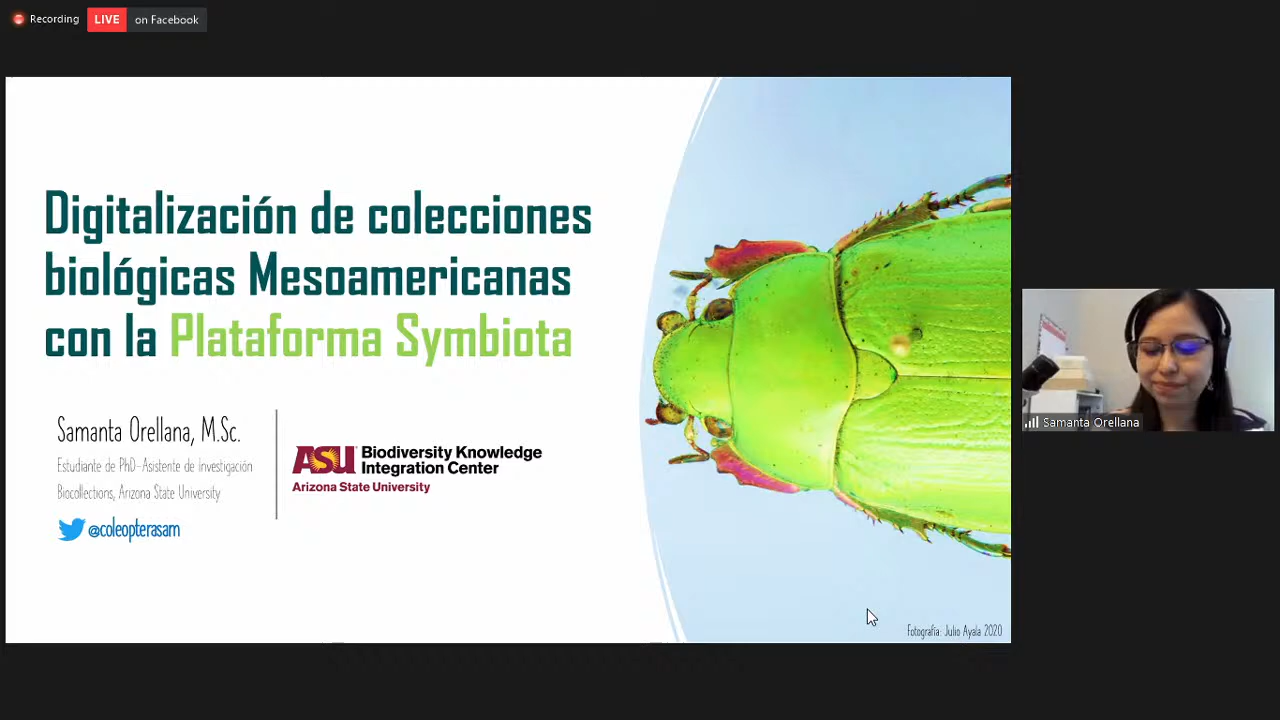 Recording
LIVE on Facebook
Digitalización de colecciones
biológicas Mesoamericanas
con la Plataforma Symbiota
Samanta Orellana, M.Sc.
Estudiante de PhD-Asistente de investigación
Biocollections, Arizona State University
@coleopterasam
ASU Biodiversity Knowledge
Integration Center
Arizona State University
Fotografía: Julio Ayala 2020
Samanta Orellana